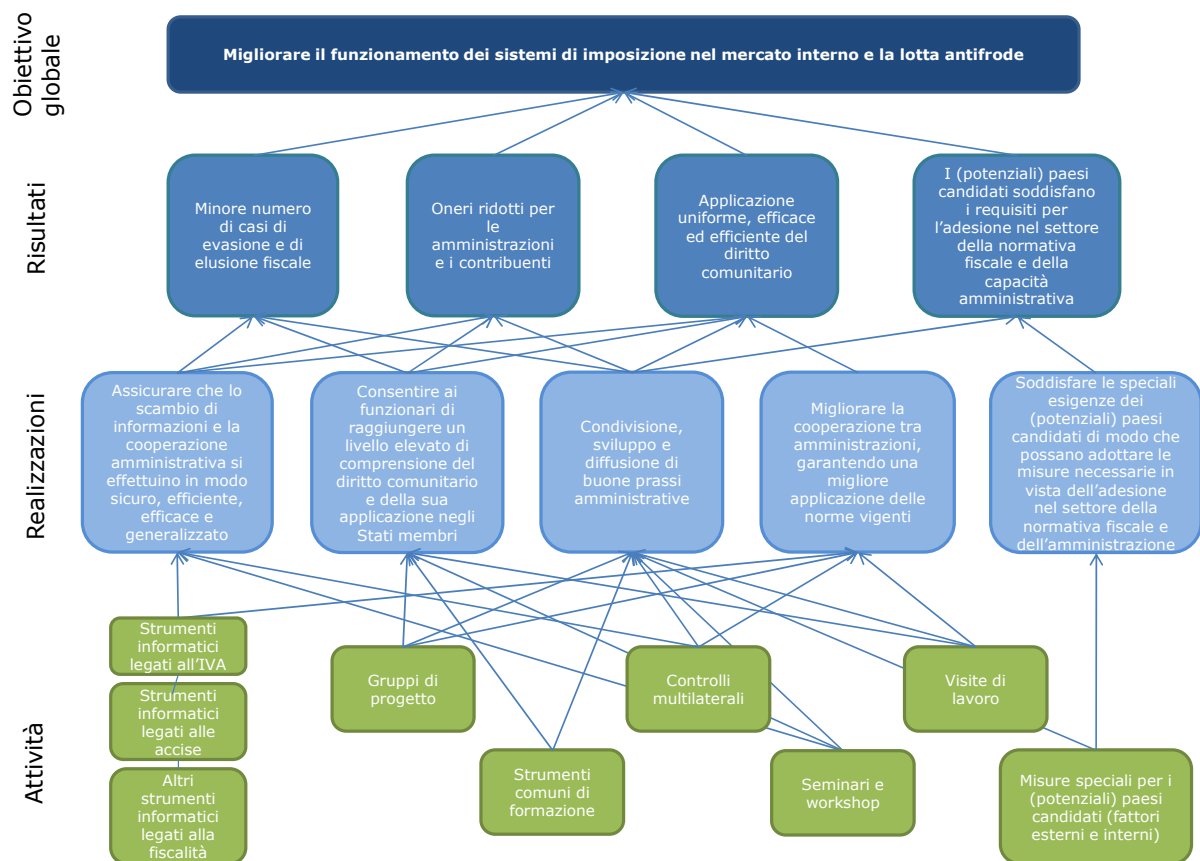 Obiettivo
globale
Migliorare il funzionamento dei sistemi di imposizione nel mercato interno e la lotta antifrode
Risultati
Minore numero
di casi di
evasione e di
elusione fiscale
Oneri ridotti per
le
amministrazioni
e i contribuenti
Applicazione
uniforme, efficace
ed efficiente del
diritto
comunitario
I (potenziali) paesi
candidati soddisfano
i requisiti per
l'adesione nel settore
della normativa
fiscale e della
capacità
amministrativa
Realizzazioni
Assicurare che lo
scambio di
informazioni e la
cooperazione
amministrativa si
effettuino in modo
sicuro, efficiente,
efficace e
generalizzato
Consentire ai
funzionari di
raggiungere un
livello elevato di
comprensione del
diritto comunitario
e della sua
applicazione negli
Stati membri
Condivisione,
sviluppo e
diffusione di
buone prassi
amministrative
Migliorare la
cooperazione tra
amministrazioni,
garantendo una
migliore
applicazione delle
norme vigenti
Soddisfare le speciali
esigenze dei
(potenziali) paesi
candidati di modo che
possano adottare le
misure necessarie in
vista dell'adesione
nel settore della
normativa fiscale e
dell'amministrazione
Attività
Strumenti
informatici
legati all'IVA
Strumenti
informatici
legati alle
accise
Altri
strumenti
informatici
legati alla
fiscalità
Gruppi di
progetto
Controlli
multilaterali
Visite di
lavoro
Strumenti
comuni di
formazione
Seminari e
workshop
Misure speciali per i
(potenziali) paesi
candidati (fattori
esterni e interni)